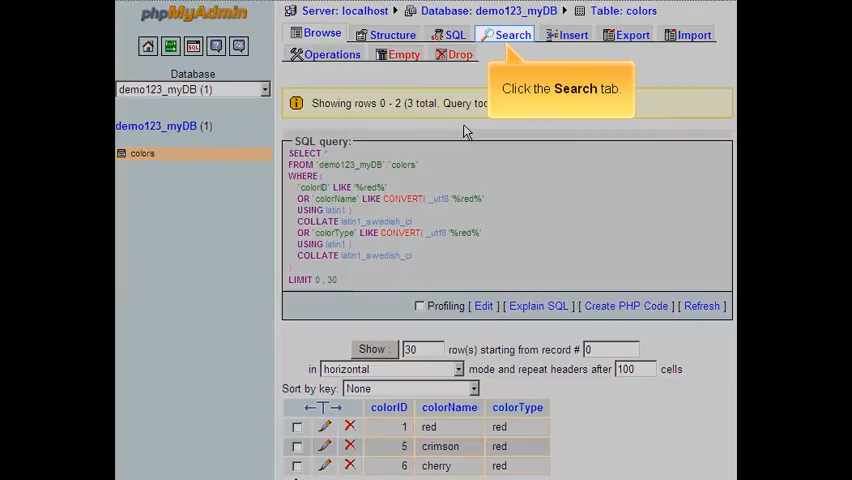 phpMyAdmin
Server: localhost ▸ Database: demo123_myDB ▸ Table: colors
Browse Structure SQL Search Insert Export Import
Operations Empty Drop
Click the Search tab.
Database
demo123_myDB (1)
demo123_myDB (1)
colors
Showing rows 0 - 2 (3 total, Query
SQL query:
SELECT *
FROM `demo123_myDB`.`colors`
WHERE (
`colorID` LIKE '%red%'
OR `colorName` LIKE CONVERT( _utf8 '%red%'
USING latin1 )
COLLATE latin1_swedish_ci
OR `colorType` LIKE CONVERT( _utf8 '%red%'
USING latin1 )
COLLATE latin1_swedish_ci
)
LIMIT 0 , 30
Profiling [ Edit ] [ Explain SQL ] [ Create PHP Code ] [ Refresh ]
Show : 30 row(s) starting from record # 0
in horizontal mode and repeat headers after 100 cells
Sort by key: None
←T→ colorID colorName colorType
1 red red
5 crimson red
6 cherry red